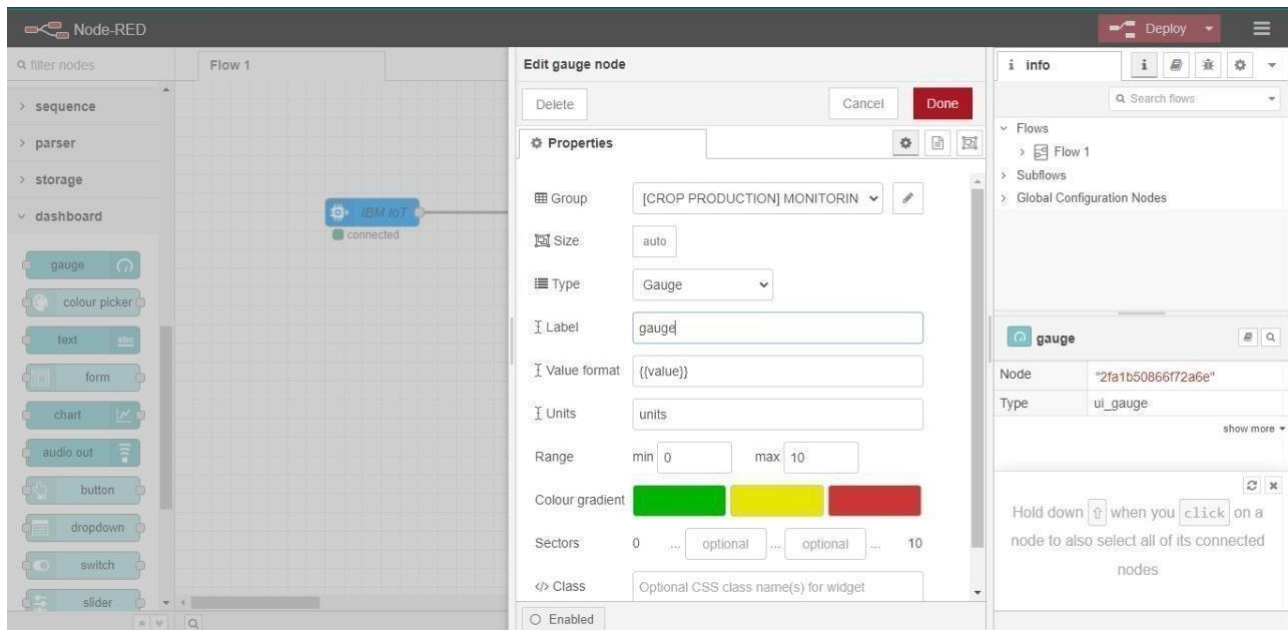 Node-RED
Deploy
filter nodes
sequence
parser
storage
dashboard
gauge
colour picker
text
abc
form
chart
audio out
button
dropdown
switch
slider
Flow 1
IBM IoT
connected
Edit gauge node
Delete
Cancel
Done
Properties
Group
[CROP PRODUCTION] MONITORIN
Size
auto
Type
Gauge
Label
gauge
Value format
{{value}}
Units
units
Range
min 0
max 10
Colour gradient
Sectors
0 ... optional ... optional ... 10
</> Class
Optional CSS class name(s) for widget
Enabled
i info
i
Search flows
Flows
Flow 1
Subflows
Global Configuration Nodes
gauge
Node
"2fa1b50866f72a6e"
Type
ui_gauge
show more
Hold down ⇧ when you click on a
node to also select all of its connected
nodes